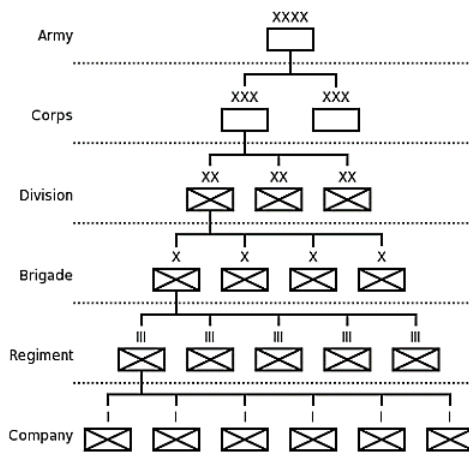 XXXX
Army
XXX XXX
Corps
XX XX XX
Division
X X X X
Brigade
III III III III III
Regiment
I I I I I I
Company